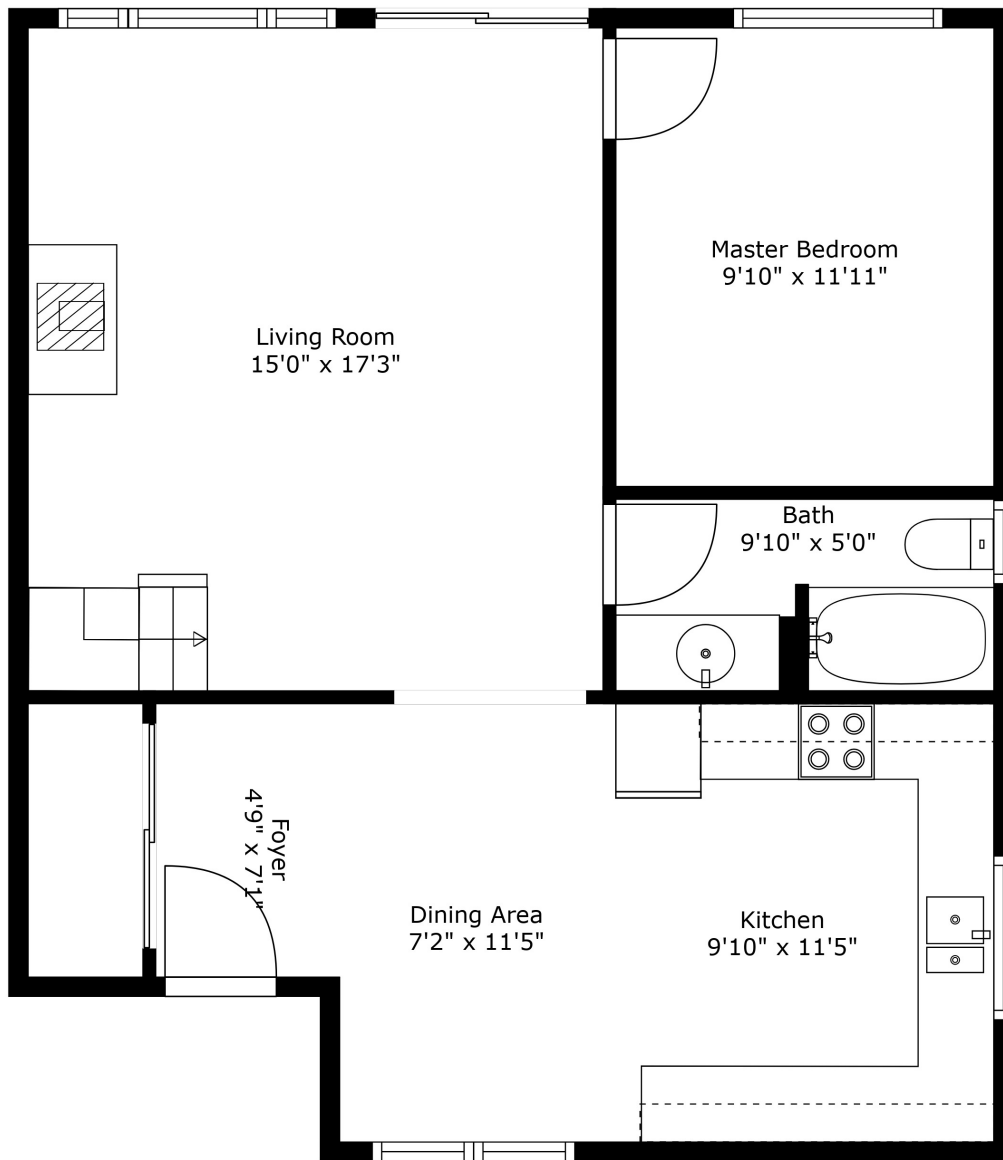 Master Bedroom
9'10" x 11'11"
Living Room
15'0" x 17'3"
Bath
9'10" x 5'0"
Foyer
4'9" x 7'1"
Dining Area
7'2" x 11'5"
Kitchen
9'10" x 11'5"